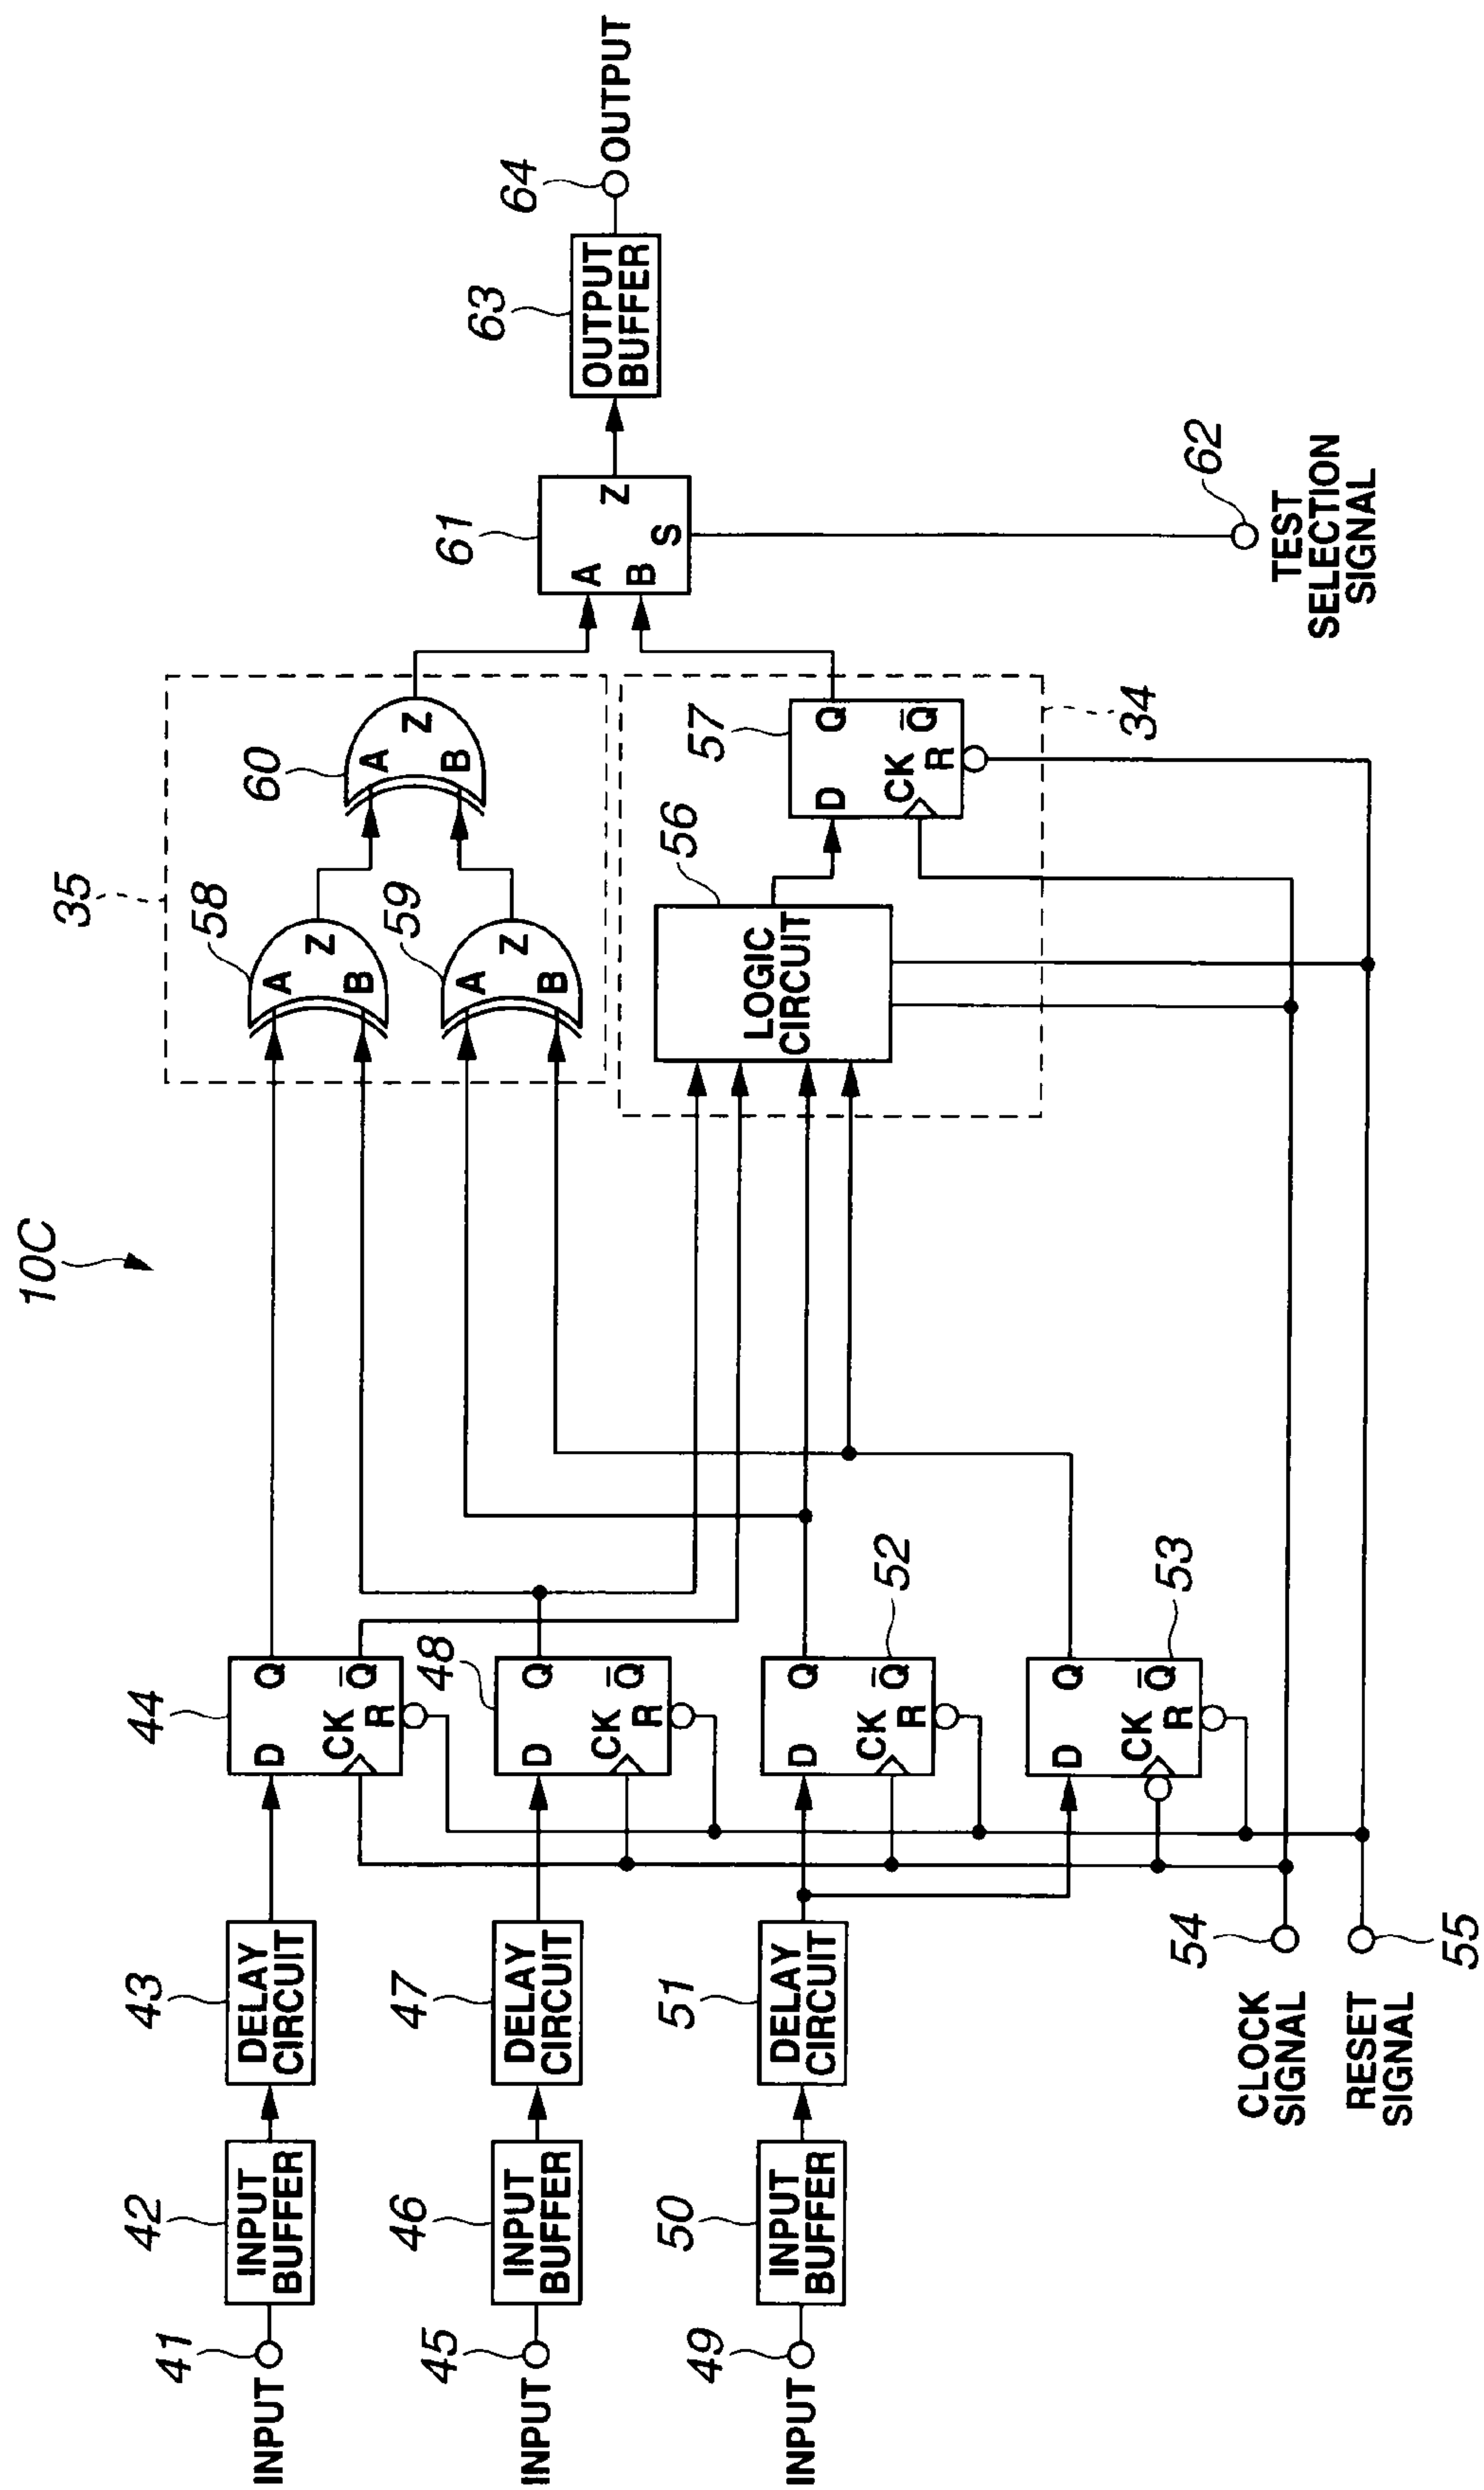 10C
INPUT
41
42
INPUT
BUFFER
43
DELAY
CIRCUIT
44
D
Q
CK
Q̅
R
INPUT
45
46
INPUT
BUFFER
47
DELAY
CIRCUIT
48
D
Q
CK
Q̅
R
INPUT
49
50
INPUT
BUFFER
51
DELAY
CIRCUIT
52
D
Q
CK
Q̅
R
53
D
Q
CK
Q̅
R
CLOCK
SIGNAL
54
RESET
SIGNAL
55
35
58
A
B
Z
59
A
B
Z
60
A
B
Z
34
56
LOGIC
CIRCUIT
57
D
Q
CK
Q̅
R
61
A
B
Z
S
62
TEST
SELECTION
SIGNAL
63
OUTPUT
BUFFER
64
OUTPUT